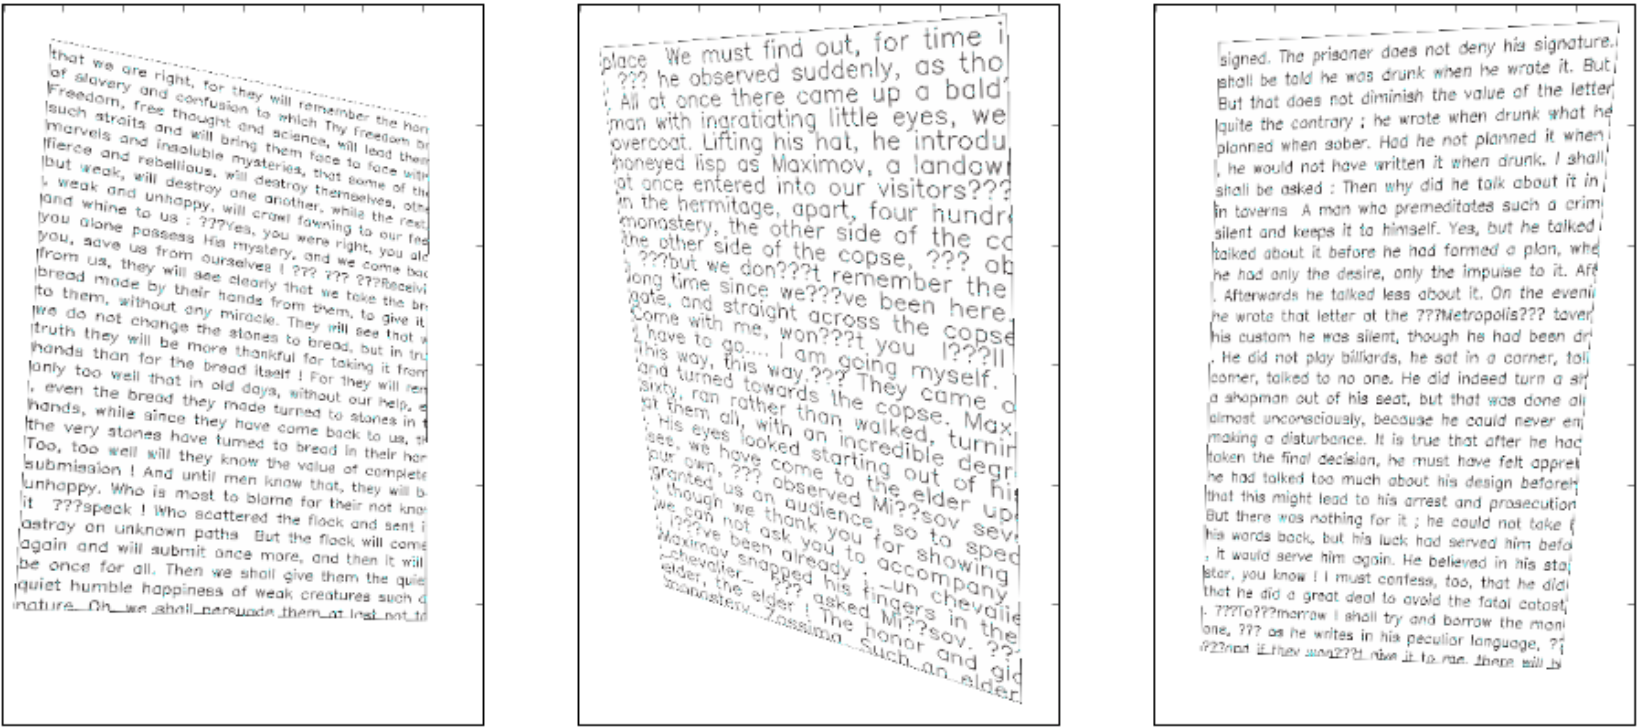 that we are right, for they will remember the hor
of slavery and confusion to which Thy freedom br
Freedom, free thought and science, will lead them
such straits and will bring them face to face with
marvels and insoluble mysteries, that some of the
fierce and rebellious, will destroy themselves, othe
but weak, will destroy one another, while the rest,
, weak and unhappy, will crawl fawning to our fee
and whine to us : ???Yes, you were right, you alo
you alone possess His mystery, and we come bac
you, save us from ourselves ! ??? ??? ???Receivi
from us, they will see clearly that we take the br
bread made by their hands from them, to give it
to them, without any miracle. They will see that w
we do not change the stones to bread, but in tru
truth they will be more thankful for taking it from
hands than for the bread itself ! For they will rem
only too well that in old days, without our help, e
, even the bread they made turned to stones in t
hands, while since they have come back to us, th
the very stones have turned to bread in their har
Too, too well will they know the value of complete
submission ! And until men know that, they will b
unhappy. Who is most to blame for their not know
it ???speak ! Who scattered the flock and sent i
astray on unknown paths But the flock will come
again and will submit once more, and then it will
be once for all. Then we shall give them the quie
quiet humble happiness of weak creatures such a
nature. Oh, we shall persuade them at last not to
place We must find out, for time i
??? he observed suddenly, as tho
All at once there came up a bald
man with ingratiating little eyes, we
overcoat. Lifting his hat, he introdu
honeyed lisp as Maximov, a landow
at once entered into our visitors???
in the hermitage, apart, four hundre
monastery, the other side of the co
the other side of the copse, ??? ob
???but we don???t remember the
long time since we???ve been here.
gate, and straight across the copse
Come with me, won???t you I???ll
I have to go.... I am going myself.
This way, this way.??? They came o
and turned towards the copse. Max
sixty, ran rather than walked, turnin
at them all, with an incredible degr
. His eyes looked starting out of his
see, we have come to the elder up
our own, ??? observed Mi??sov sev
granted us an audience, so to spec
, though we thank you for showing
we can not ask you to accompany
I???ve been already ; _un chevalie
_chevalier_ ??? asked Mi??sov. ??
Maximov snapped his fingers in the
elder, the elder ! The honor and glo
monastery, Zossima. Such an elder
signed. The prisoner does not deny his signature.
shall be told he was drunk when he wrote it. But
But that does not diminish the value of the letter
quite the contrary ; he wrote when drunk what he
planned when sober. Had he not planned it when
, he would not have written it when drunk. I shall
shall be asked : Then why did he talk about it in
in taverns A man who premeditates such a crim
silent and keeps it to himself. Yes, but he talked
talked about it before he had formed a plan, whe
he had only the desire, only the impulse to it. Aft
. Afterwards he talked less about it. On the eveni
he wrote that letter at the ???Metropolis??? taver
his custom he was silent, though he had been dr
. He did not play billiards, he sat in a corner, talk
corner, talked to no one. He did indeed turn a sh
a shopman out of his seat, but that was done al
almost unconsciously, because he could never en
making a disturbance. It is true that after he had
taken the final decision, he must have felt appreh
he had talked too much about his design beforeh
that this might lead to his arrest and prosecution
But there was nothing for it ; he could not take t
his words back, but his luck had served him befo
, it would serve him again. He believed in his sta
star, you know ! I must confess, too, that he did
that he did a great deal to avoid the fatal catast
. ???To???morrow I shall try and borrow the mon
one, ??? as he writes in his peculiar language, ??
???and if they won???t give it to me, there will b